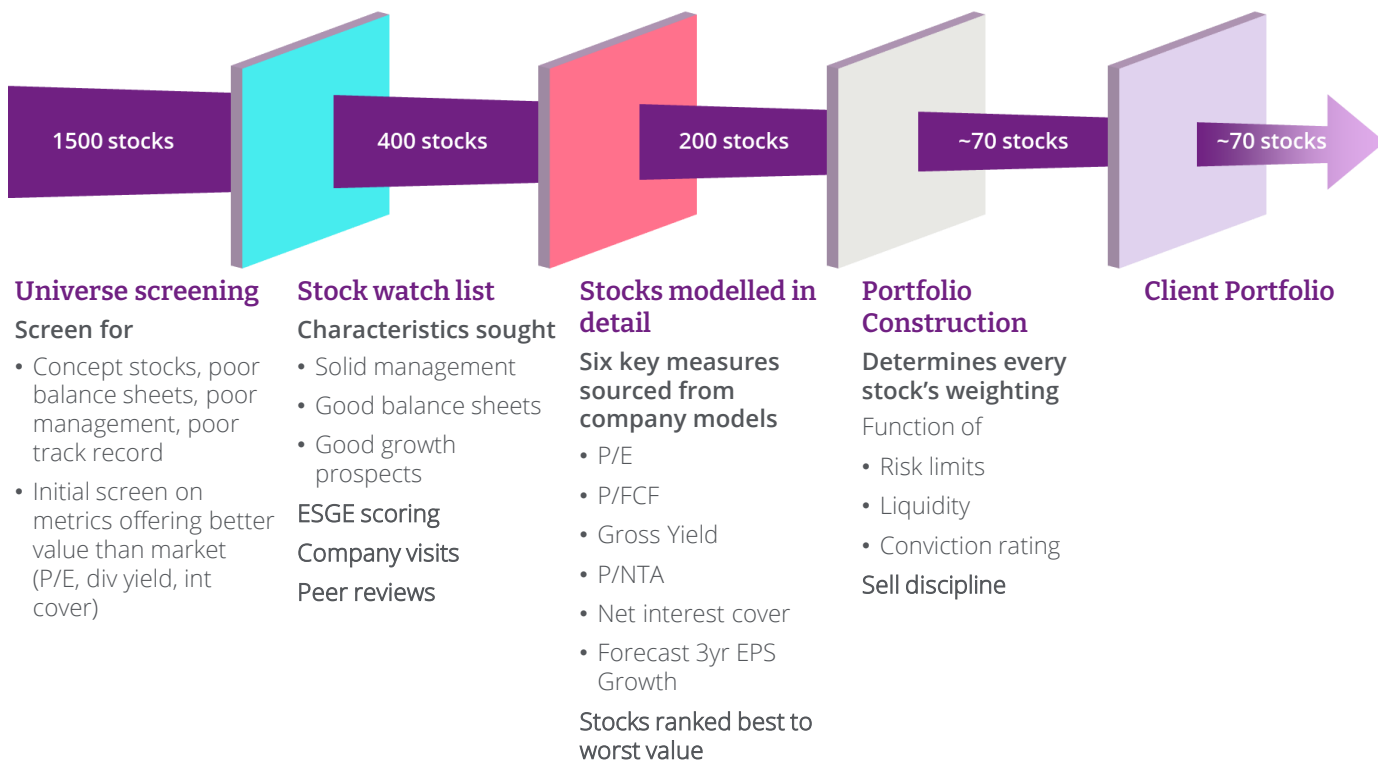 1500 stocks
400 stocks
200 stocks
~70 stocks
~70 stocks
Universe screening
Screen for
• Concept stocks, poor
balance sheets, poor
management, poor
track record
• Initial screen on
metrics offering better
value than market
(P/E, div yield, int
cover)
Stock watch list
Characteristics sought
• Solid management
• Good balance sheets
• Good growth
prospects
ESGE scoring
Company visits
Peer reviews
Stocks modelled in
detail
Six key measures
sourced from
company models
• P/E
• P/FCF
• Gross Yield
• P/NTA
• Net interest cover
• Forecast 3yr EPS
Growth
Stocks ranked best to
worst value
Portfolio
Construction
Determines every
stock’s weighting
Function of
• Risk limits
• Liquidity
• Conviction rating
Sell discipline
Client Portfolio